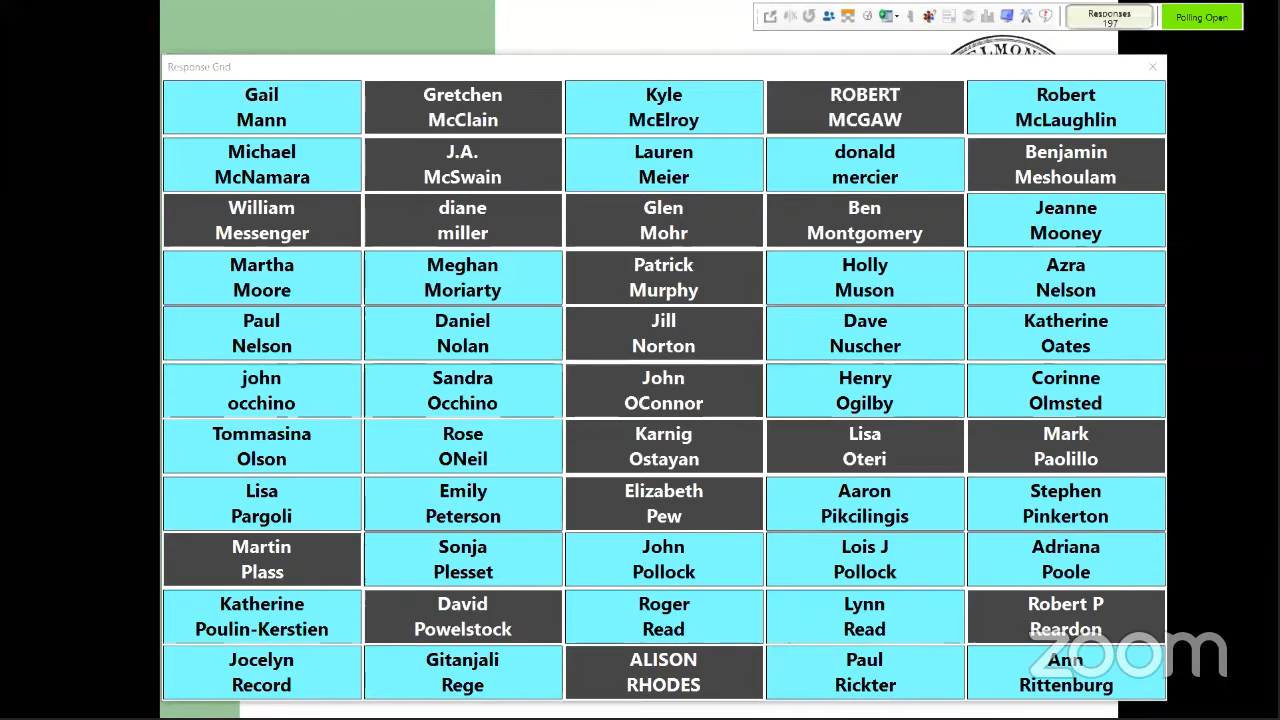 Responses
197
Polling Open
ELMON
Response Grid
Gail
Mann
Gretchen
McClain
Kyle
McElroy
ROBERT
MCGAW
Robert
McLaughlin
Michael
McNamara
J.A.
McSwain
Lauren
Meier
donald
mercier
Benjamin
Meshoulam
William
Messenger
diane
miller
Glen
Mohr
Ben
Montgomery
Jeanne
Mooney
Martha
Moore
Meghan
Moriarty
Patrick
Murphy
Holly
Muson
Azra
Nelson
Paul
Nelson
Daniel
Nolan
Jill
Norton
Dave
Nuscher
Katherine
Oates
john
occhino
Sandra
Occhino
John
OConnor
Henry
Ogilby
Corinne
Olmsted
Tommasina
Olson
Rose
ONeil
Karnig
Ostayan
Lisa
Oteri
Mark
Paolillo
Lisa
Pargoli
Emily
Peterson
Elizabeth
Pew
Aaron
Pikcilingis
Stephen
Pinkerton
Martin
Plass
Sonja
Plesset
John
Pollock
Lois J
Pollock
Adriana
Poole
Katherine
Poulin-Kerstien
David
Powelstock
Roger
Read
Lynn
Read
Robert P
Reardon
Jocelyn
Record
Gitanjali
Rege
ALISON
RHODES
Paul
Rickter
Ann
Rittenburg
zoom